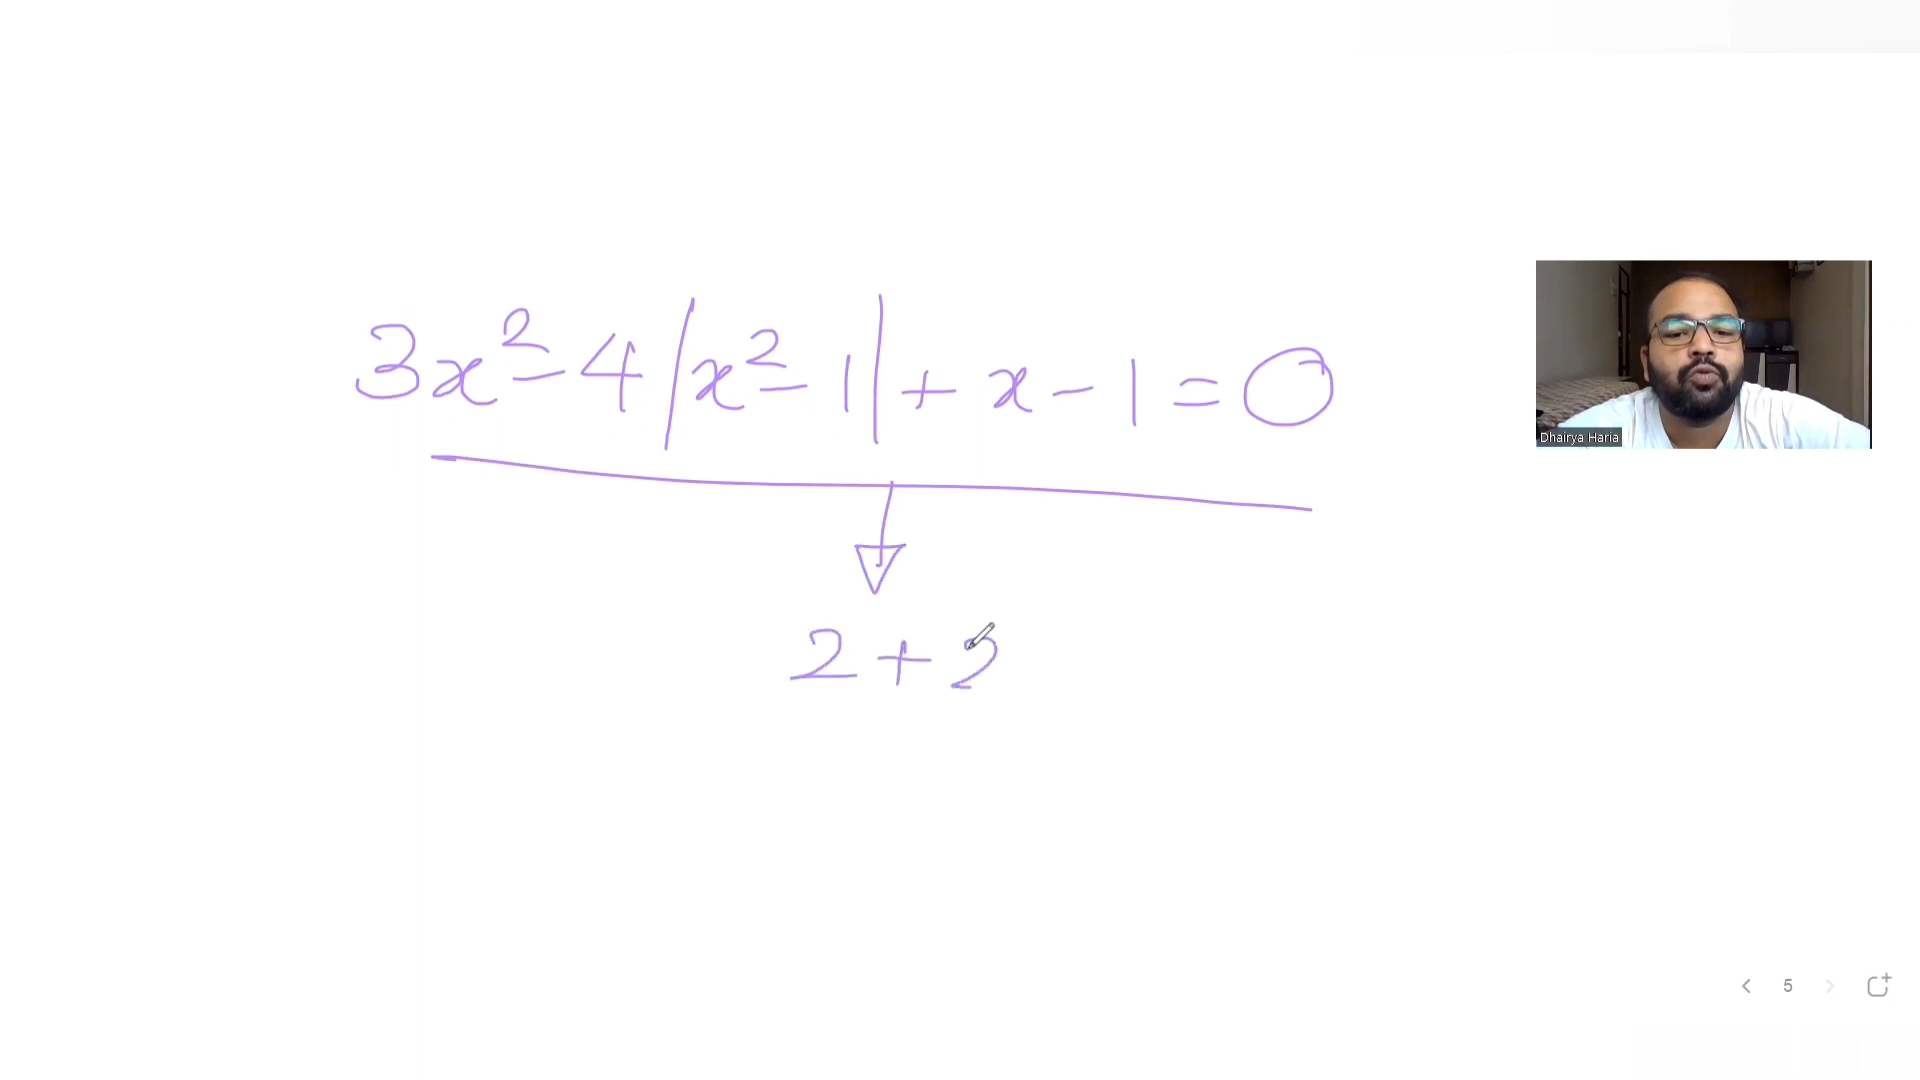 3x² - 4|x² - 1| + x - 1 = 0
2 + 2
Dhairya Haria
5